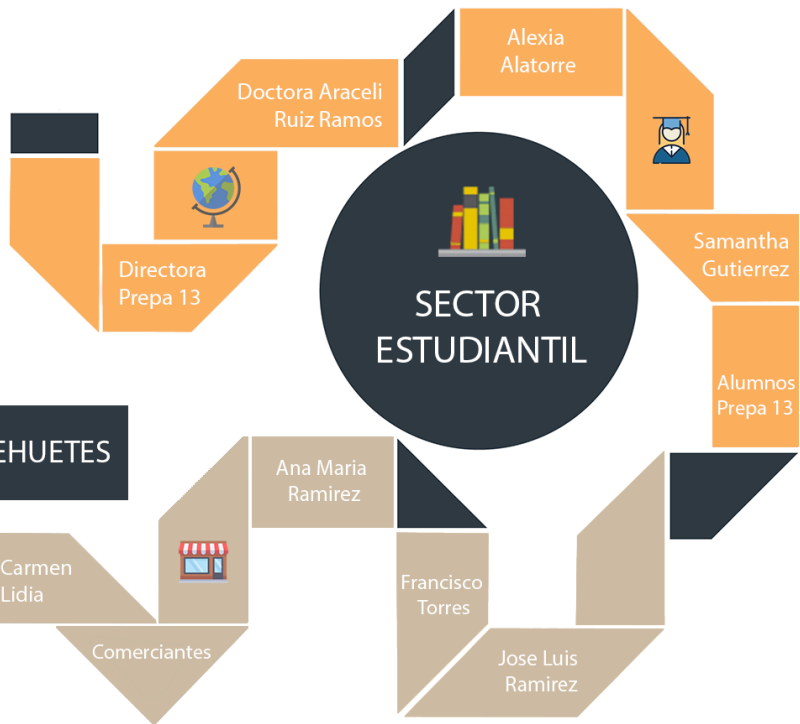 Alexia
Alatorre
Doctora Araceli
Ruiz Ramos
Samantha
Gutierrez
Directora
Prepa 13
SECTOR
ESTUDIANTIL
Alumnos
Prepa 13
EHUETES
Ana Maria
Ramirez
Carmen
Lidia
Francisco
Torres
Comerciantes
Jose Luis
Ramirez